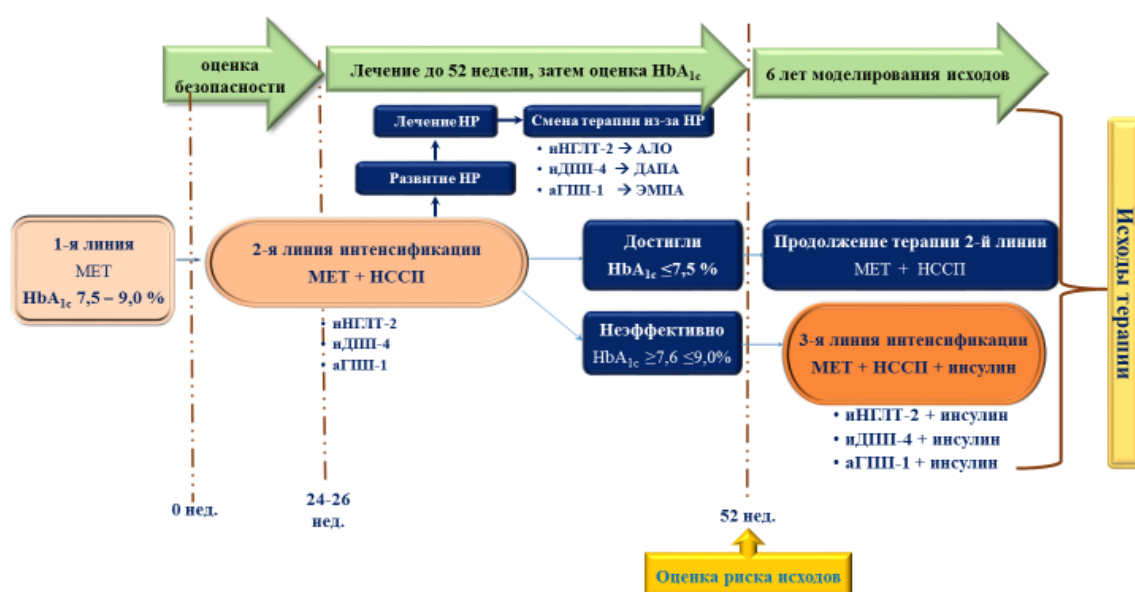 оценка
безопасности
Лечение до 52 недели, затем оценка HbA1c
6 лет моделирования исходов
Лечение НР
Смена терапии из-за НР
• иНГЛТ-2 → АЛО
• иДПП-4 → ДАПА
• аГПП-1 → ЭМПА
Развитие НР
1-я линия
МЕТ
HbA1c 7,5 – 9,0 %
2-я линия интенсификации
МЕТ + НССП
• иНГЛТ-2
• иДПП-4
• аГПП-1
Достигли
HbA1c ≤7,5 %
Продолжение терапии 2-й линии
МЕТ + НССП
Неэффективно
HbA1c ≥7,6 ≤9,0%
3-я линия интенсификации
МЕТ + НССП + инсулин
• иНГЛТ-2 + инсулин
• иДПП-4 + инсулин
• аГПП-1 + инсулин
Исходы терапии
0 нед.
24-26
нед.
52 нед.
Оценка риска исходов